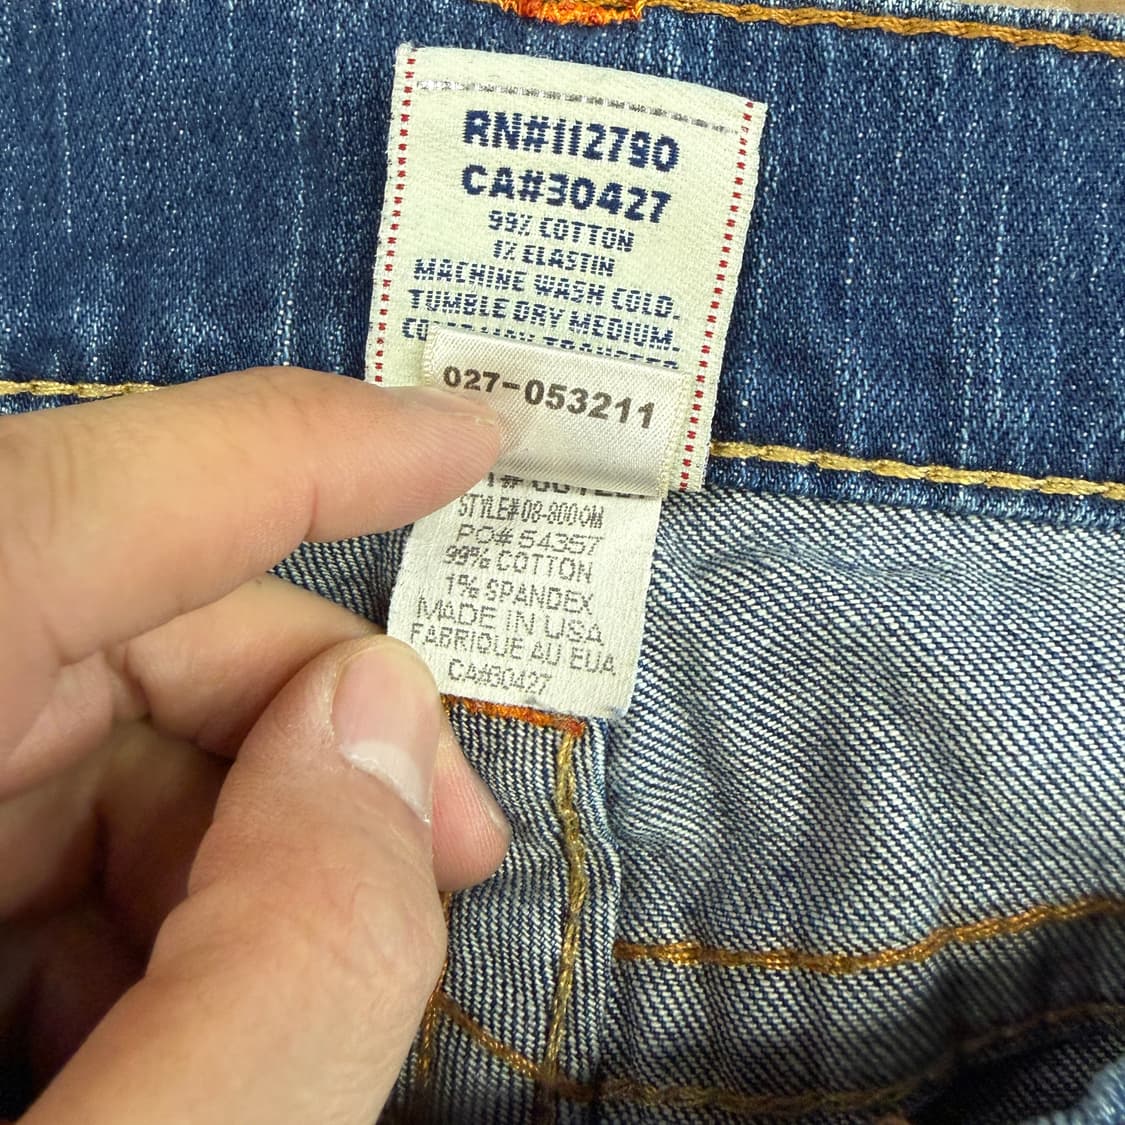 RN#112790
CA#30427
99% COTTON
1% ELASTIN
MACHINE WASH COLD.
TUMBLE DRY MEDIUM.
027-053211
STYLE# 08-800QM
PO# 54357
99% COTTON
1% SPANDEX
MADE IN USA
FABRIQUE AU EUA
CA#30427